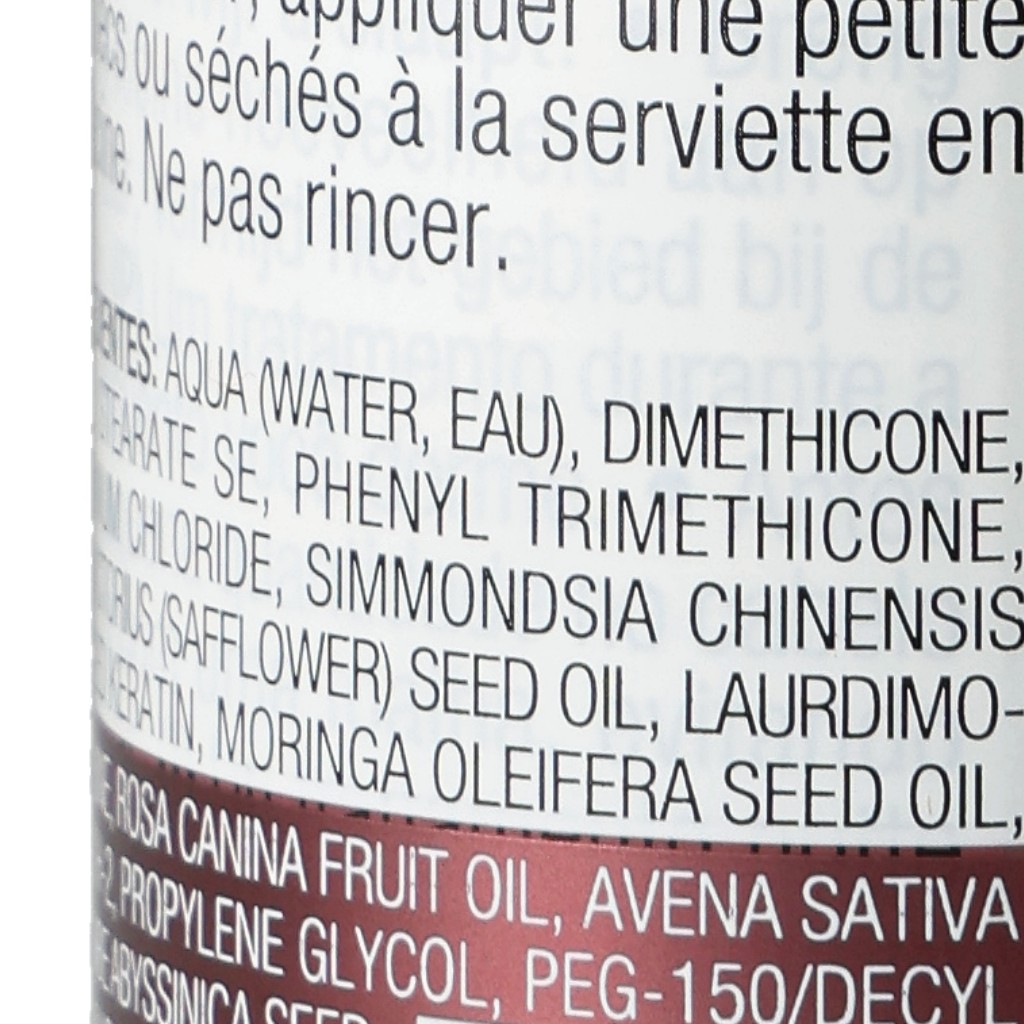 appliquer une petite
ou séchés à la serviette en
Ne pas rincer.
AQUA (WATER, EAU), DIMETHICONE,
SE, PHENYL TRIMETHICONE,
CHLORIDE, SIMMONDSIA CHINENSIS
(SAFFLOWER) SEED OIL, LAURDIMO-
KERATIN, MORINGA OLEIFERA SEED OIL,
ROSA CANINA FRUIT OIL, AVENA SATIVA
PROPYLENE GLYCOL, PEG-150/DECYL
ABYSSINICA SEED